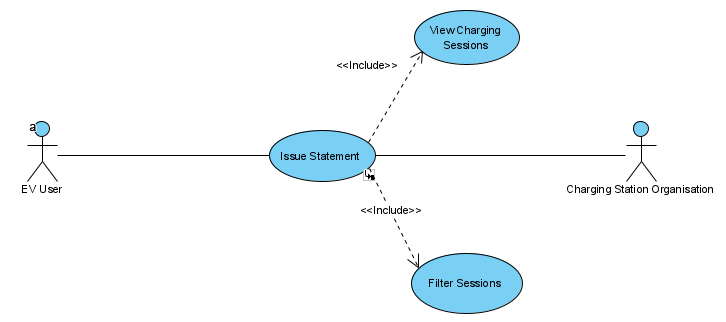 View Charging
Sessions
<<Include>>
a
Issue Statement
EV User
Charging Station Organisation
<<Include>>
Filter Sessions